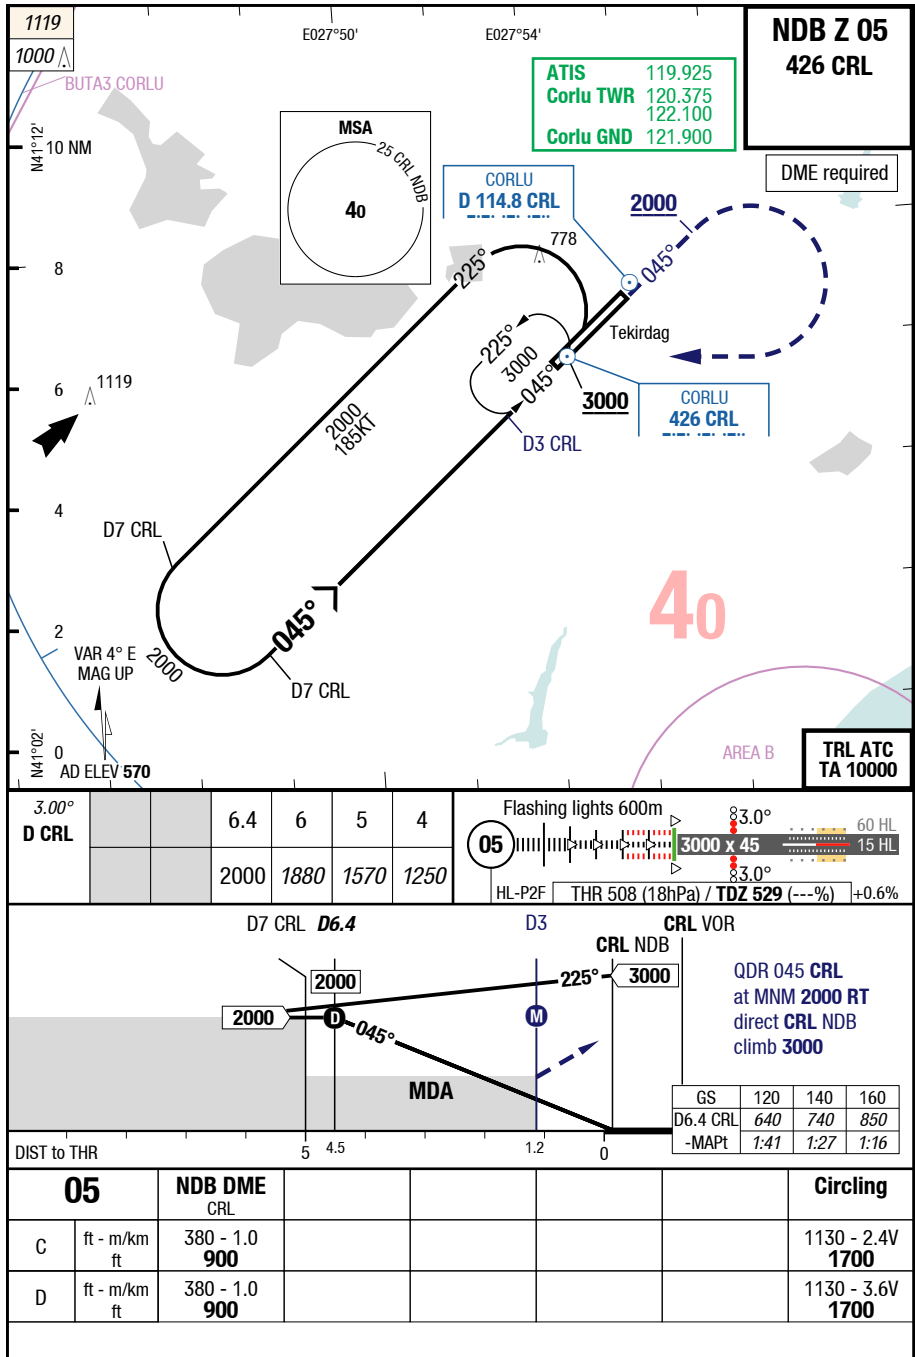 1119
1000
E027°50'
E027°54'
NDB Z 05
426 CRL
BUTA3 CORLU
ATIS 119.925
Corlu TWR 120.375
122.100
Corlu GND 121.900
N41°12'
10 NM
MSA
25 CRL NDB
40
DME required
CORLU
D 114.8 CRL
2000
778
225°
045°
8
Tekirdag
225°
3000
045°
6
1119
3000
CORLU
426 CRL
2000
185KT
D3 CRL
4
D7 CRL
40
045°
2
VAR 4° E
MAG UP
2000
D7 CRL
N41°02'
0
AD ELEV 570
AREA B
TRL ATC
TA 10000
3.00°
D CRL
6.4 6 5 4
2000 1880 1570 1250
Flashing lights 600m
3.0°
60 HL
05
3000 x 45
15 HL
3.0°
HL-P2F
THR 508 (18hPa) / TDZ 529 (---%)
+0.6%
D7 CRL D6.4
D3
CRL VOR
CRL NDB
2000
225°
3000
QDR 045 CRL
at MNM 2000 RT
direct CRL NDB
climb 3000
2000
D
045°
M
MDA
GS 120 140 160
D6.4 CRL 640 740 850
-MAPt 1:41 1:27 1:16
DIST to THR
5 4.5 1.2 0
05
NDB DME
CRL
Circling
C
ft - m/km
ft
380 - 1.0
900
1130 - 2.4V
1700
D
ft - m/km
ft
380 - 1.0
900
1130 - 3.6V
1700